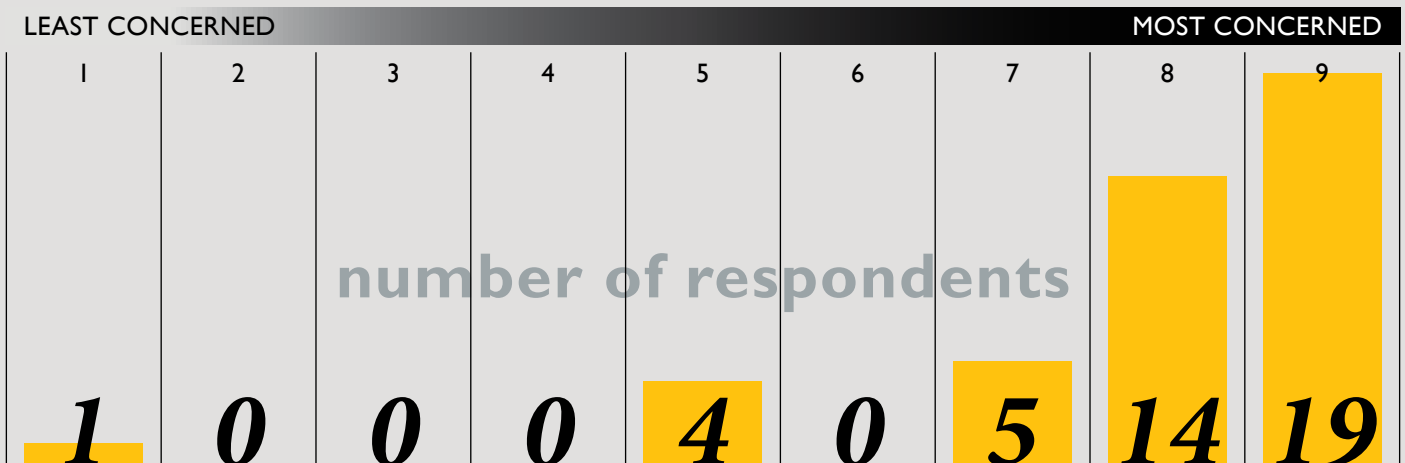 LEAST CONCERNED MOST CONCERNED
1 2 3 4 5 6 7 8 9
number of respondents
1 0 0 0 4 0 5 14 19